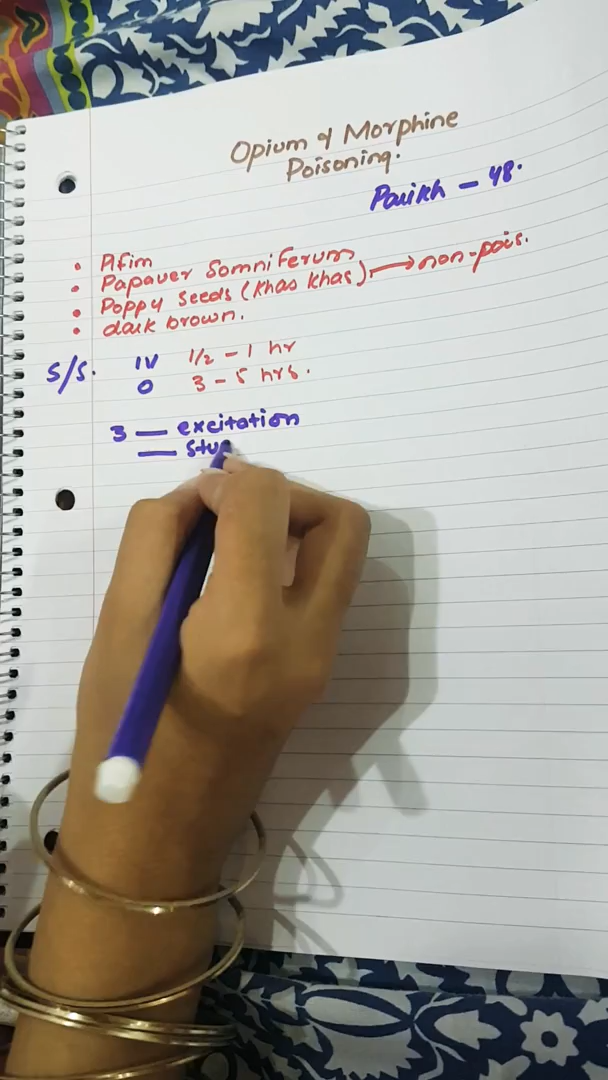 Opium & Morphine
Poisoning.
Parikh - 48.
• Afim
• Papaver Somniferum
• Poppy seeds (khas khas) → non-pois.
• dark brown.
S/S. IV 1/2 - 1 hr
O 3 - 5 hrs.
3 — excitation
— Stu